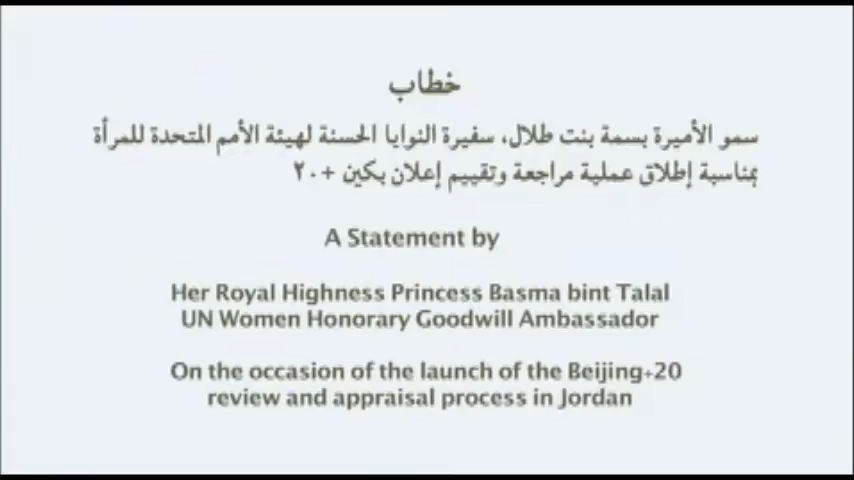 خطاب
سمو الأميرة بسمة بنت طلال، سفيرة النوايا الحسنة لهيئة الأمم المتحدة للمرأة
بمناسبة إطلاق عملية مراجعة وتقييم إعلان بكين +٢٠
A Statement by
Her Royal Highness Princess Basma bint Talal
UN Women Honorary Goodwill Ambassador
On the occasion of the launch of the Beijing+20
review and appraisal process in Jordan